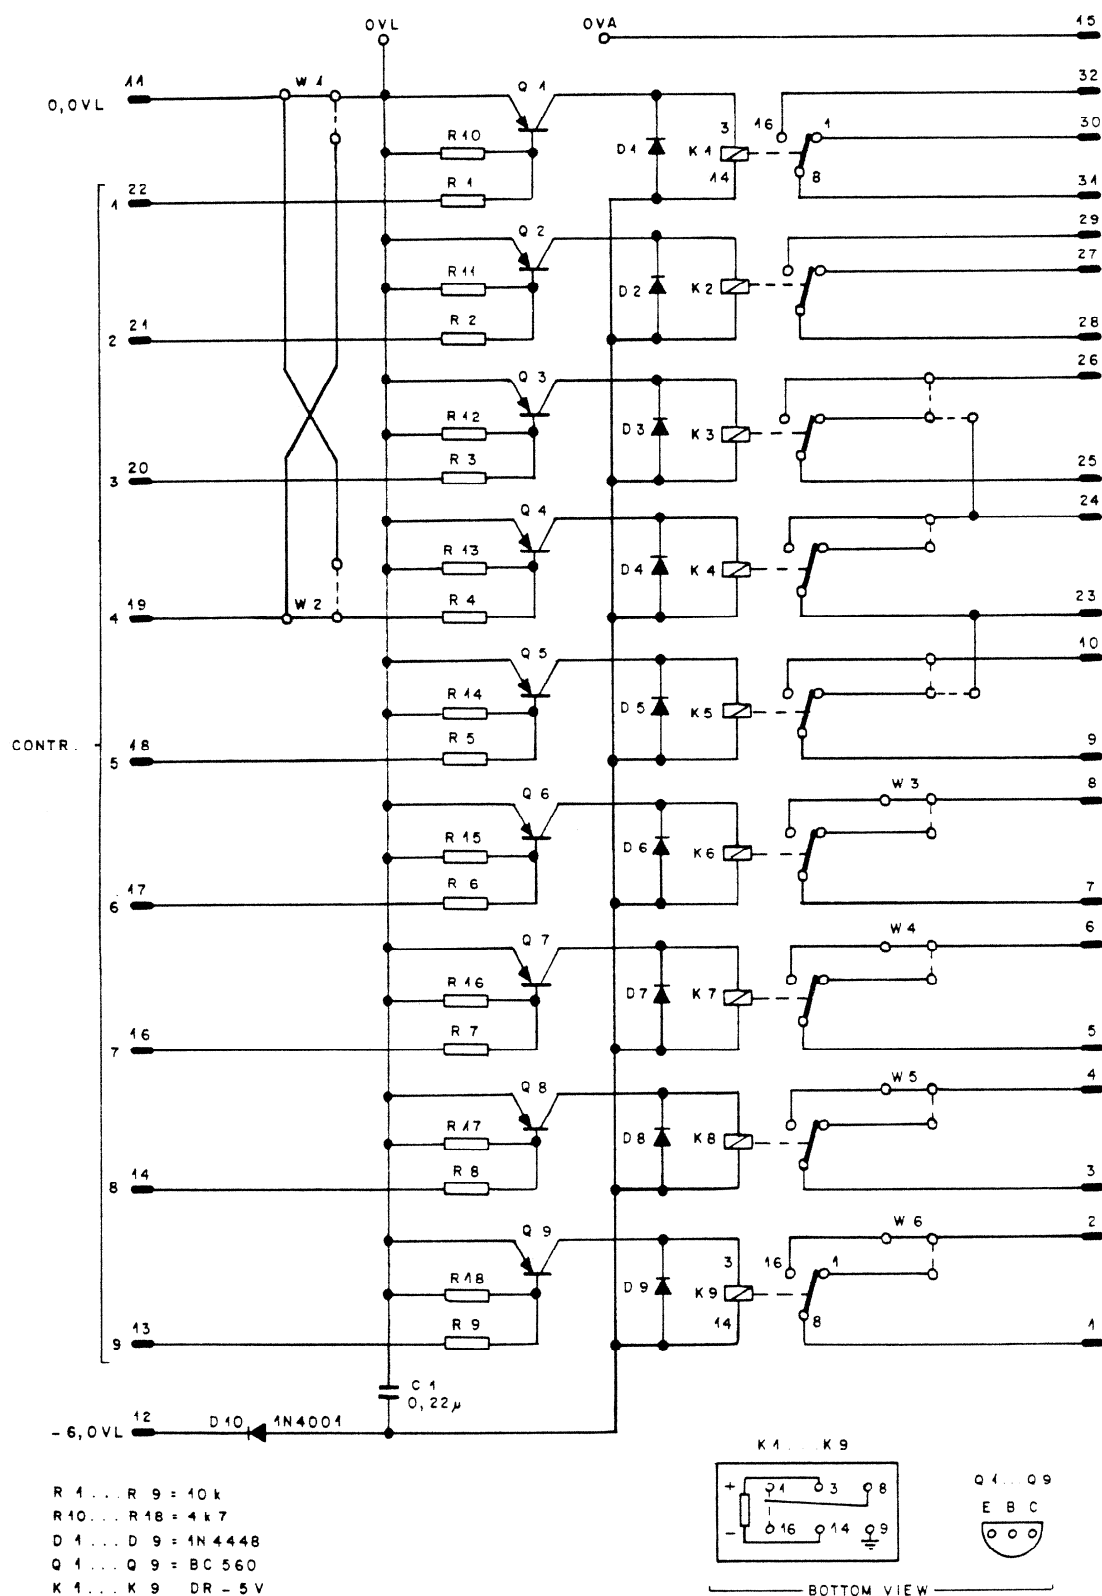 0VL 0VA 15
11 W1 Q1 32
0,0VL
R10 D1 3 K1 14 16 1 8 30
1 22 R1 31
Q2 29
R11 D2 K2 27
2 21 R2 28
Q3 26
R12 D3 K3
3 20 R3 25
Q4 24
R13 D4 K4
4 19 W2 R4 23
Q5 10
R14 D5 K5
CONTR. 5 18 R5 9
Q6 W3 8
R15 D6 K6
6 17 R6 7
Q7 W4 6
R16 D7 K7
7 16 R7 5
Q8 W5 4
R17 D8 K8
8 14 R8 3
Q9 W6 2
R18 D9 3 K9 14 16 1 8
9 13 R9 1
C1
0,22µ
-6,0VL 12 D10 1N4001
K1...K9
R1...R9 = 10k
R10...R18 = 4k7
D1...D9 = 1N4448
Q1...Q9 = BC560
K1...K9 DR-5V
+ 1 3 8
- 16 14 9
Q1...Q9
E B C
BOTTOM VIEW